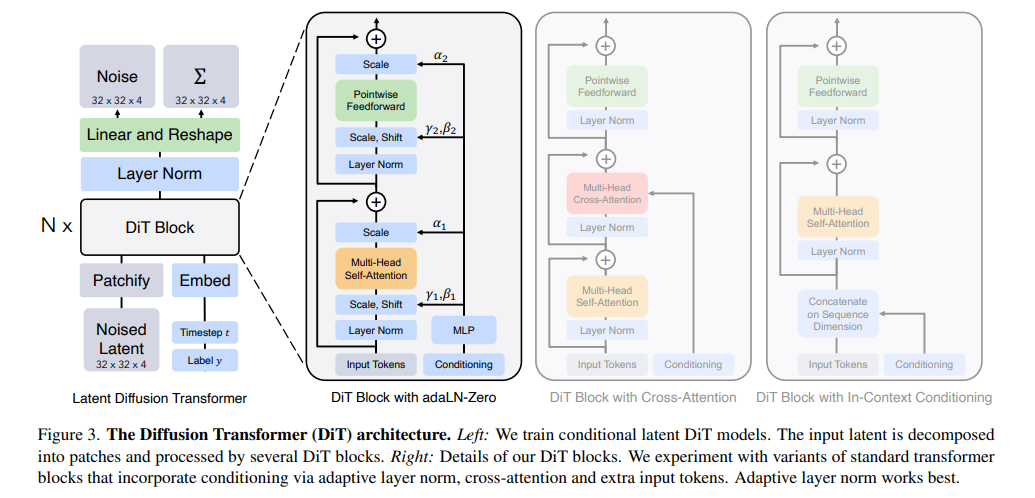 Noise
32 x 32 x 4
Σ
32 x 32 x 4
Linear and Reshape
Layer Norm
N x
DiT Block
Patchify
Embed
Noised
Latent
32 x 32 x 4
Timestep t
Label y
Latent Diffusion Transformer
+
Scale
α₂
Pointwise
Feedforward
Scale, Shift
γ₂,β₂
Layer Norm
+
Scale
α₁
Multi-Head
Self-Attention
Scale, Shift
γ₁,β₁
Layer Norm
MLP
Input Tokens
Conditioning
DiT Block with adaLN-Zero
+
Pointwise
Feedforward
Layer Norm
+
Multi-Head
Cross-Attention
Layer Norm
+
Multi-Head
Self-Attention
Layer Norm
Input Tokens
Conditioning
DiT Block with Cross-Attention
+
Pointwise
Feedforward
Layer Norm
+
Multi-Head
Self-Attention
Layer Norm
Concatenate
on Sequence
Dimension
Input Tokens
Conditioning
DiT Block with In-Context Conditioning
Figure 3. The Diffusion Transformer (DiT) architecture. Left: We train conditional latent DiT models. The input latent is decomposed
into patches and processed by several DiT blocks. Right: Details of our DiT blocks. We experiment with variants of standard transformer
blocks that incorporate conditioning via adaptive layer norm, cross-attention and extra input tokens. Adaptive layer norm works best.